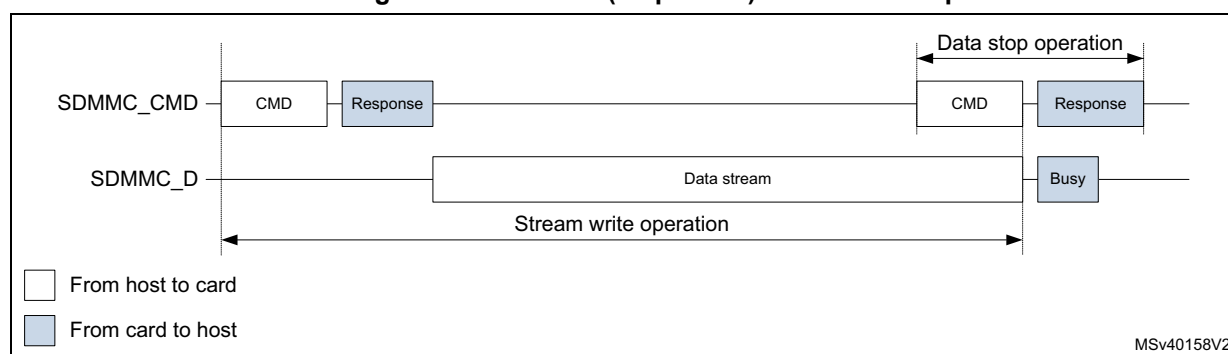 Data stop operation
SDMMC_CMD CMD Response CMD Response
SDMMC_D Data stream Busy
Stream write operation
From host to card
From card to host
MSv40158V2